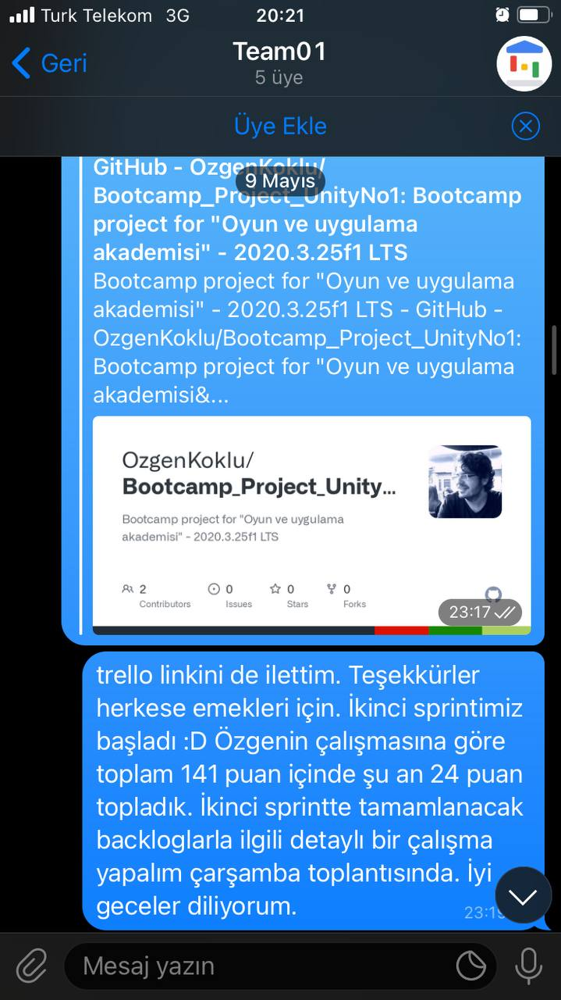 Turk Telekom 3G
20:21
Geri
Team01
5 üye
Üye Ekle
GitHub - OzgenKoklu/
9 Mayıs
Bootcamp_Project_UnityNo1: Bootcamp
project for "Oyun ve uygulama
akademisi" - 2020.3.25f1 LTS
Bootcamp project for "Oyun ve uygulama
akademisi" - 2020.3.25f1 LTS - GitHub -
OzgenKoklu/Bootcamp_Project_UnityNo1:
Bootcamp project for "Oyun ve uygulama
akademisi&...
OzgenKoklu/
Bootcamp_Project_Unity...
Bootcamp project for "Oyun ve uygulama
akademisi" - 2020.3.25f1 LTS
2 Contributors
0 Issues
0 Stars
0 Forks
23:17
trello linkini de ilettim. Teşekkürler
herkese emekleri için. İkinci sprintimiz
başladı :D Özgenin çalışmasına göre
toplam 141 puan içinde şu an 24 puan
topladık. İkinci sprintte tamamlanacak
backloglarla ilgili detaylı bir çalışma
yapalım çarşamba toplantısında. İyi
geceler diliyorum.
Mesaj yazın